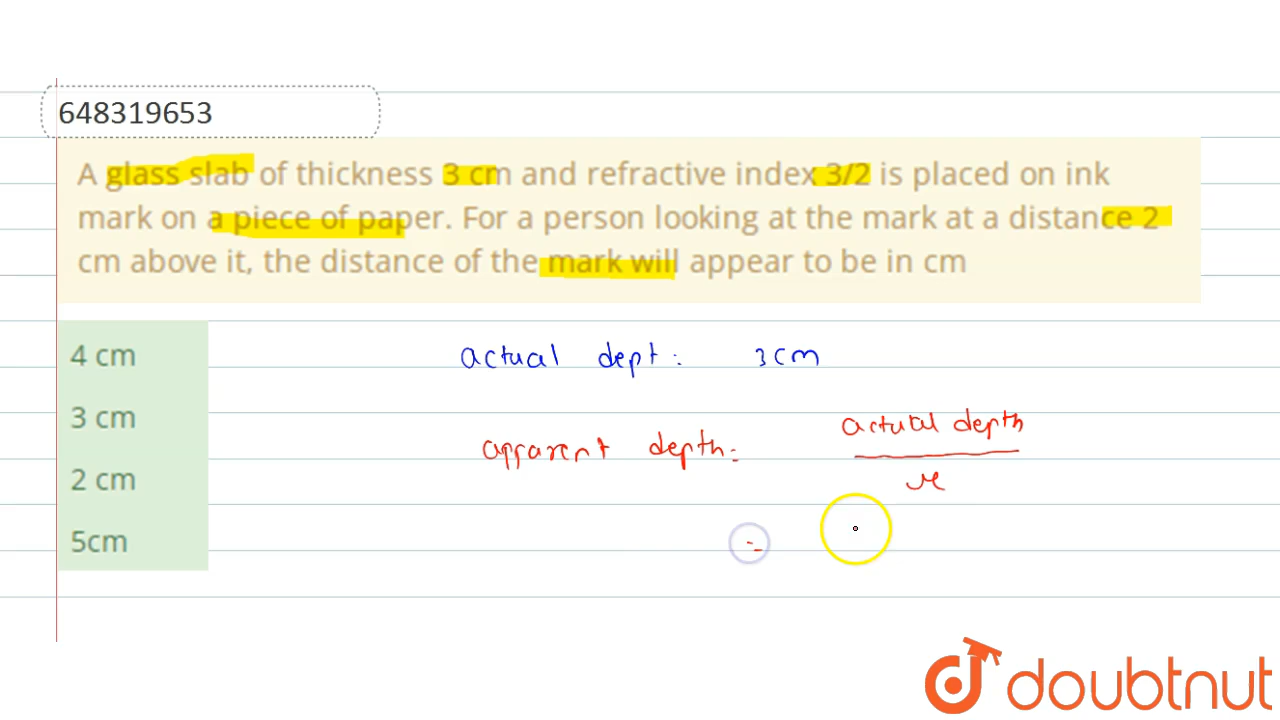 648319653
A glass slab of thickness 3 cm and refractive index 3/2 is placed on ink
mark on a piece of paper. For a person looking at the mark at a distance 2
cm above it, the distance of the mark will appear to be in cm
4 cm
3 cm
2 cm
5cm
actual dept: 3cm
apparent depth= actual depth
μ
=
doubtnut